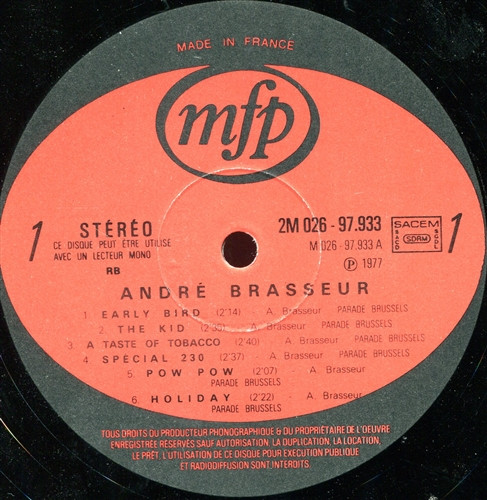 MADE IN FRANCE
mfp
1
STÉRÉO
CE DISQUE PEUT ÊTRE UTILISÉ
AVEC UN LECTEUR MONO
RB
2M 026 - 97.933
M 026 - 97.933 A
℗ 1977
SACEM
SACD SDRM SGDL
1
ANDRÉ BRASSEUR
1 EARLY BIRD (2'14) - A. Brasseur PARADE BRUSSELS
2. THE KID - A. Brasseur PARADE BRUSSELS
3. A TASTE OF TOBACCO (2'40) - A. Brasseur PARADE BRUSSELS
4 SPÉCIAL 230 (2'37) - A. Brasseur PARADE BRUSSELS
5. POW POW (2'07) - A. Brasseur
PARADE BRUSSELS
6. HOLIDAY (2'22) - A. Brasseur
PARADE BRUSSELS
TOUS DROITS DU PRODUCTEUR PHONOGRAPHIQUE & DU PROPRIÉTAIRE DE L'OEUVRE
ENREGISTRÉE RÉSERVÉS SAUF AUTORISATION. LA DUPLICATION, LA LOCATION,
LE PRÊT, L'UTILISATION DE CE DISQUE POUR EXÉCUTION PUBLIQUE
ET RADIODIFFUSION SONT INTERDITS.